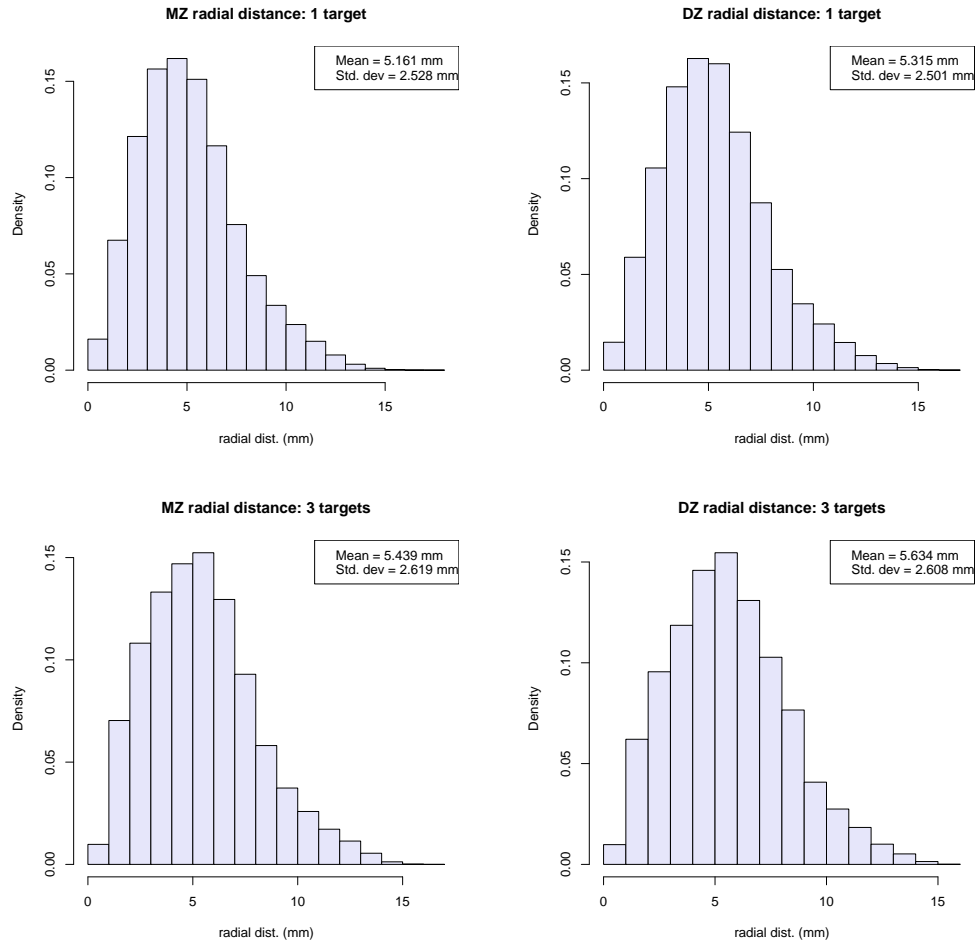 MZ radial distance: 1 target
Mean = 5.161 mm
Std. dev = 2.528 mm
Density
0.00
0.05
0.10
0.15
0
5
10
15
radial dist. (mm)
DZ radial distance: 1 target
Mean = 5.315 mm
Std. dev = 2.501 mm
Density
0.00
0.05
0.10
0.15
0
5
10
15
radial dist. (mm)
MZ radial distance: 3 targets
Mean = 5.439 mm
Std. dev = 2.619 mm
Density
0.00
0.05
0.10
0.15
0
5
10
15
radial dist. (mm)
DZ radial distance: 3 targets
Mean = 5.634 mm
Std. dev = 2.608 mm
Density
0.00
0.05
0.10
0.15
0
5
10
15
radial dist. (mm)